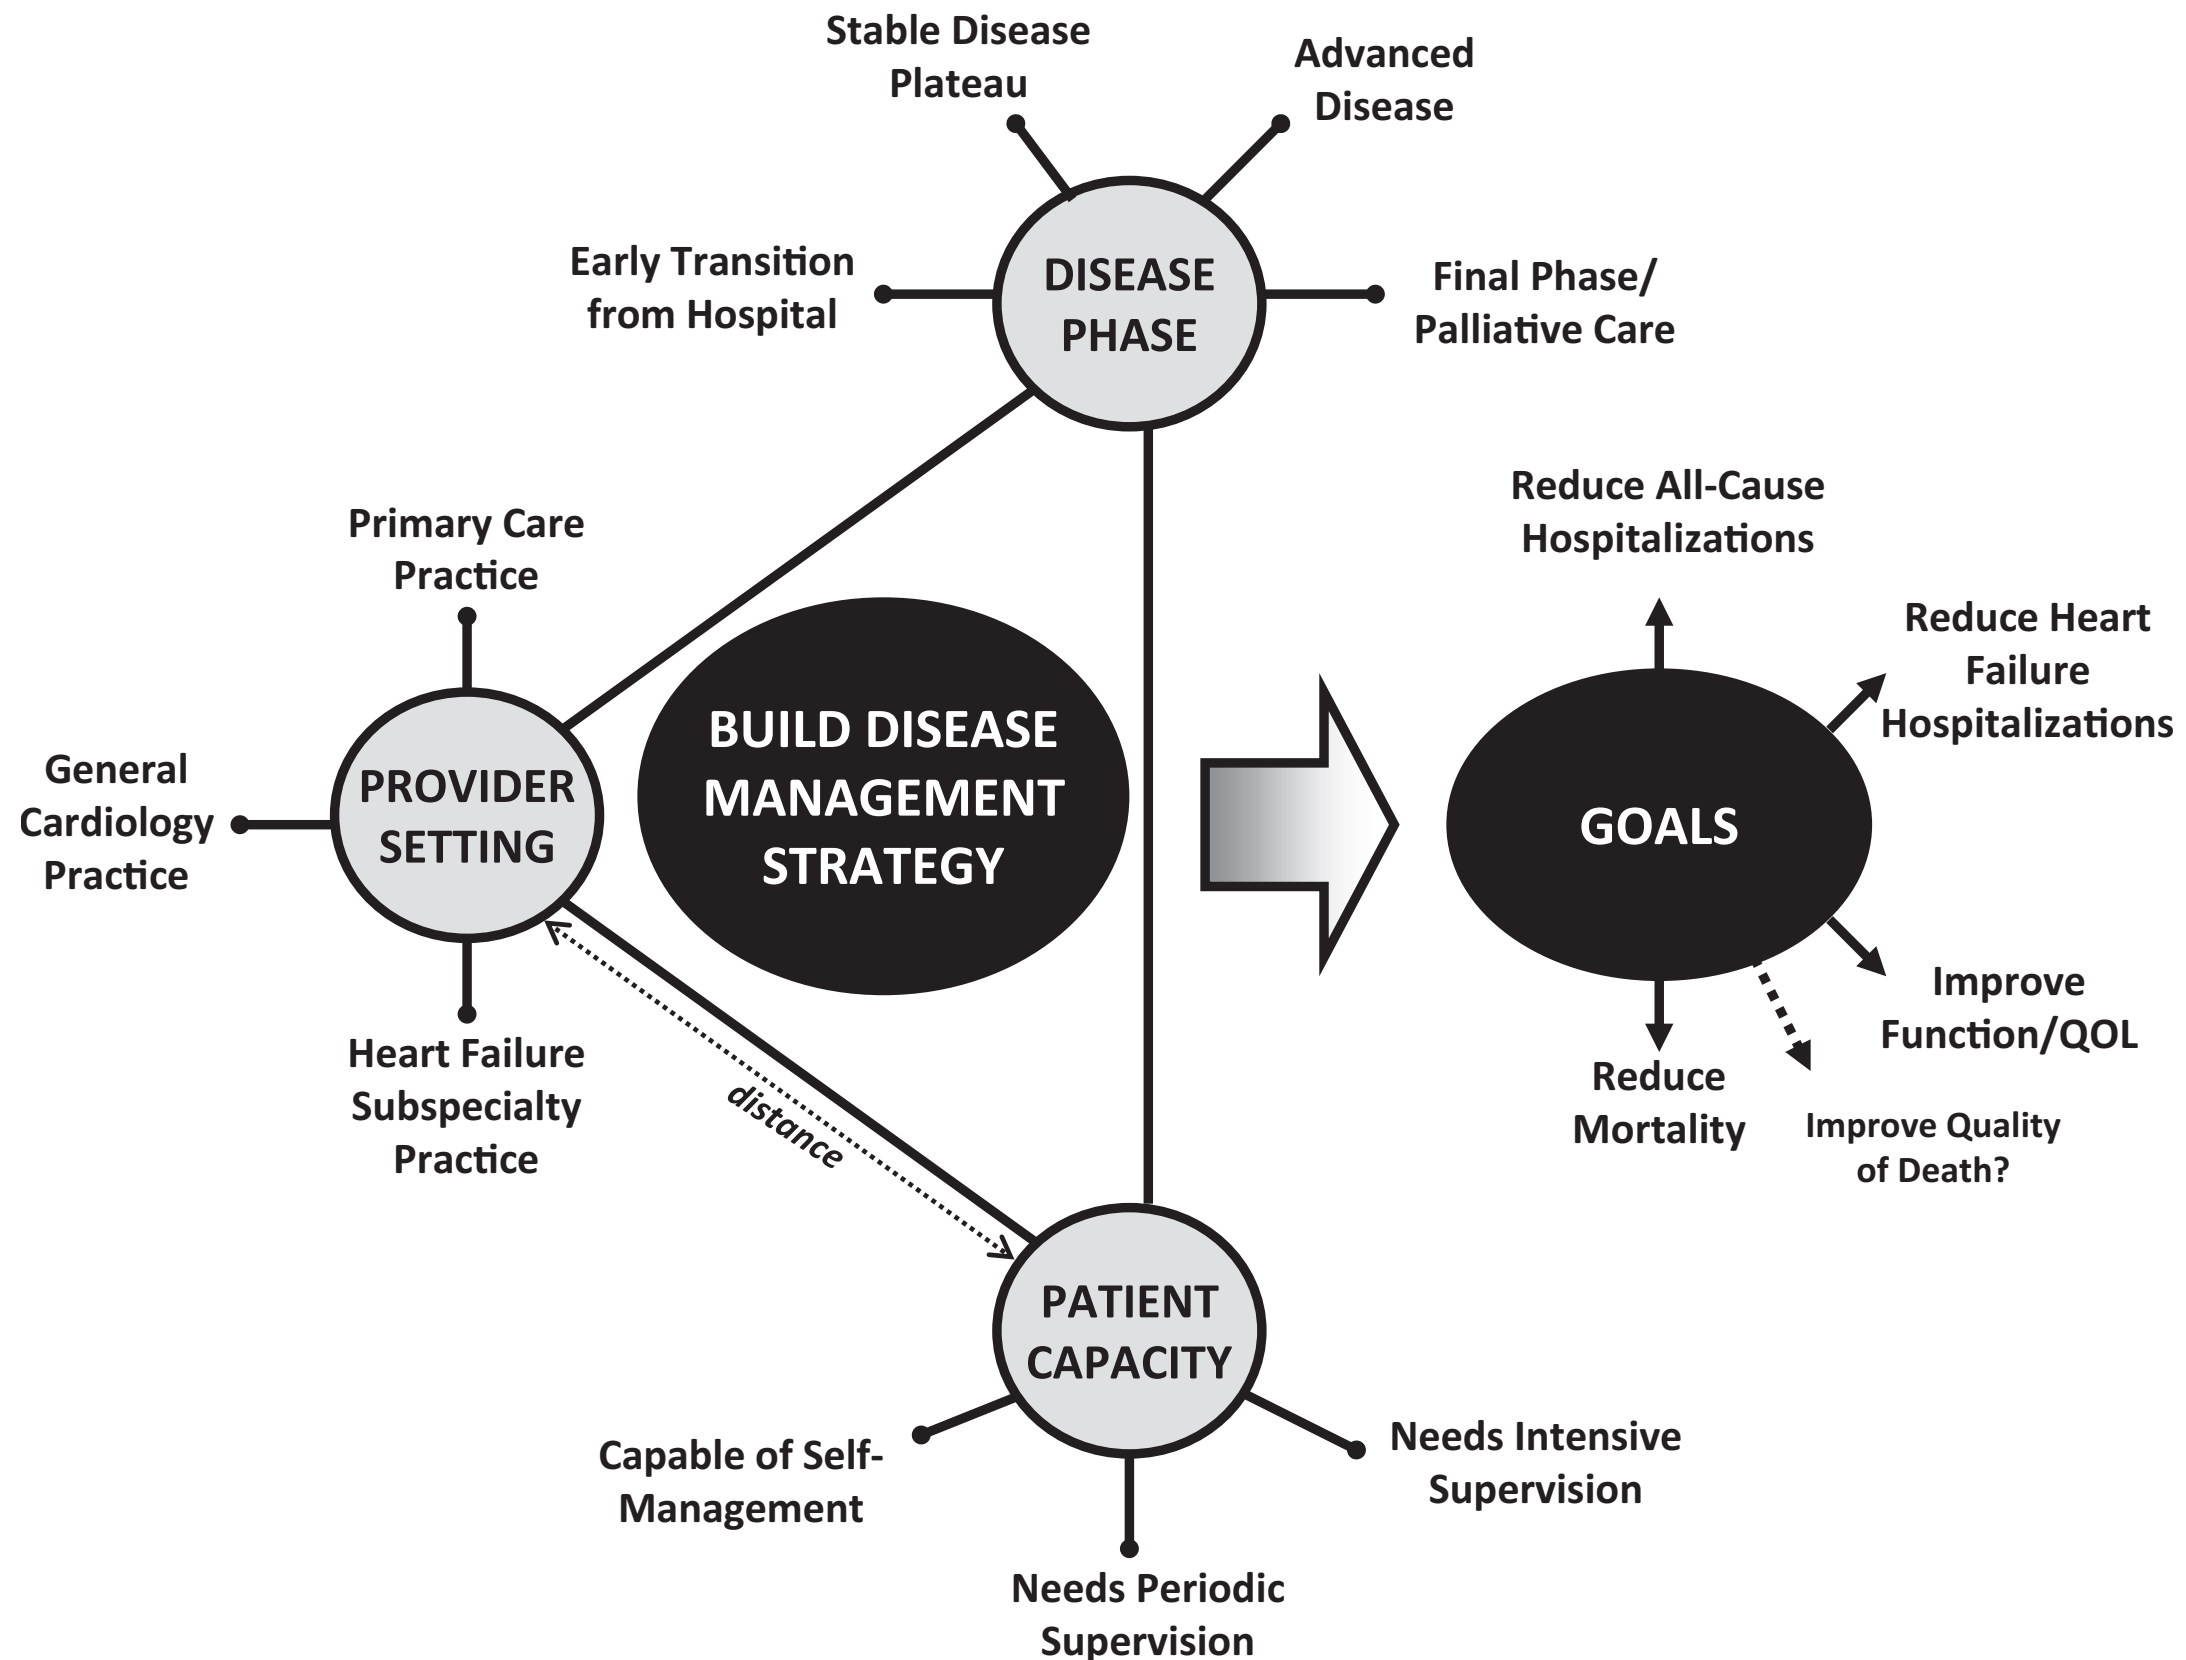 Stable Disease
Plateau
Advanced
Disease
Early Transition
from Hospital
DISEASE
PHASE
Final Phase/
Palliative Care
Primary Care
Practice
General
Cardiology
Practice
PROVIDER
SETTING
Heart Failure
Subspecialty
Practice
BUILD DISEASE
MANAGEMENT
STRATEGY
distance
PATIENT
CAPACITY
Capable of Self-
Management
Needs Periodic
Supervision
Needs Intensive
Supervision
Reduce All-Cause
Hospitalizations
Reduce Heart
Failure
Hospitalizations
GOALS
Improve
Function/QOL
Reduce
Mortality
Improve Quality
of Death?